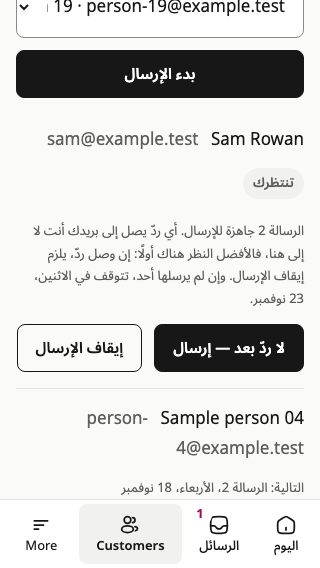 19 · person-19@example.test
بدء الإرسال
Sam Rowan sam@example.test
تنتظرك
الرسالة 2 جاهزة للإرسال. أي ردّ يصل إلى بريدك أنت لا
إلى هنا، فالأفضل النظر هناك أولًا: إن وصل ردّ، يلزم
إيقاف الإرسال. وإن لم يرسلها أحد، تتوقف في الاثنين،
23 نوفمبر.
لا ردّ بعد — إرسال
إيقاف الإرسال
Sample person 04 person-
4@example.test
التالية: الرسالة 2، الأربعاء، 18 نوفمبر
اليوم
1
الرسائل
Customers
More